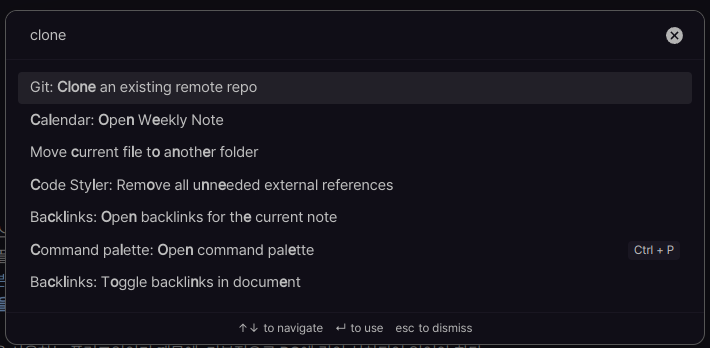 clone
Git: Clone an existing remote repo
Calendar: Open Weekly Note
Move current file to another folder
Code Styler: Remove all unneeded external references
Backlinks: Open backlinks for the current note
Command palette: Open command palette Ctrl + P
Backlinks: Toggle backlinks in document
↑↓ to navigate ↵ to use esc to dismiss